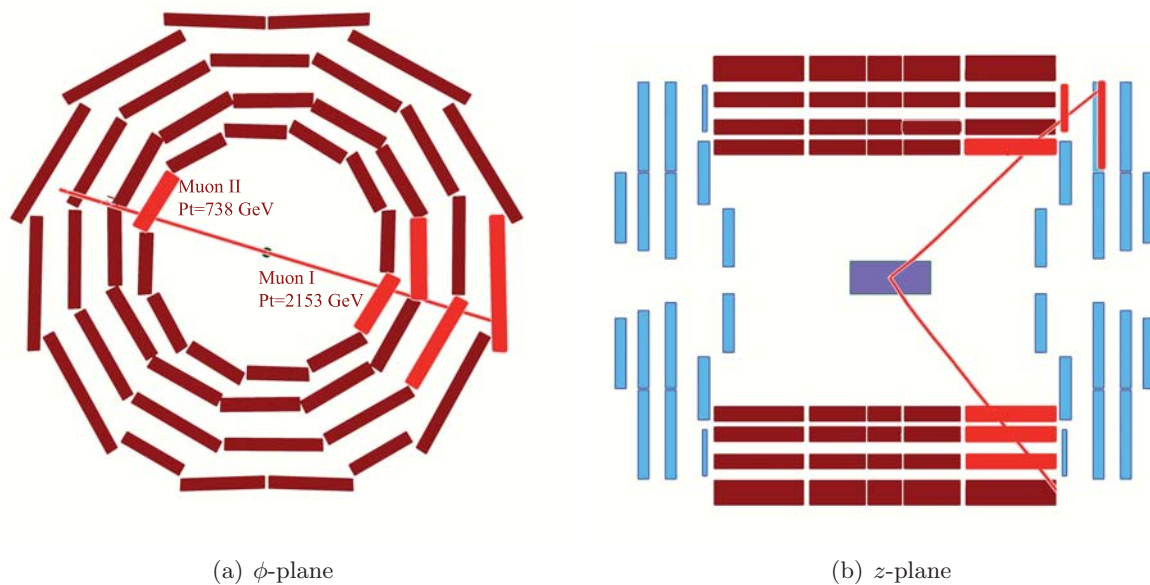 Muon II
Pt=738 GeV
Muon I
Pt=2153 GeV
(a) ϕ-plane
(b) z-plane